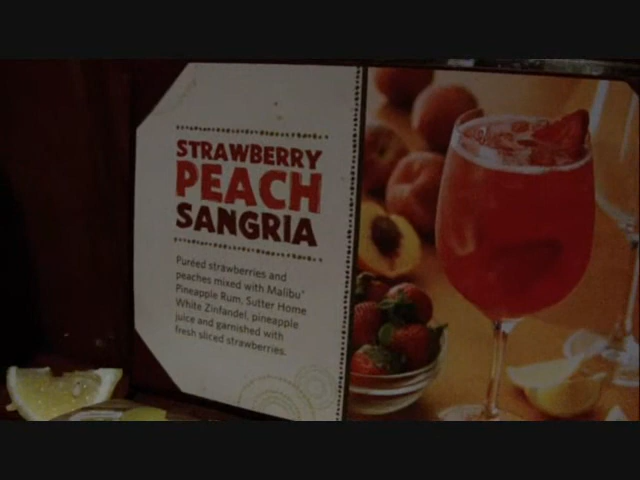 STRAWBERRY
PEACH
SANGRIA
Puréed strawberries and
peaches mixed with Malibu®
Pineapple Rum, Sutter Home
White Zinfandel, pineapple
juice and garnished with
fresh sliced strawberries.